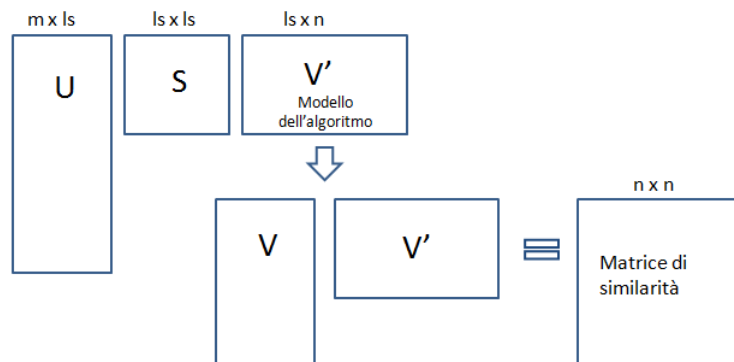 m x ls
ls x ls
ls x n
U
S
V’
Modello
dell’algoritmo
n x n
V
V’
Matrice di
similarità